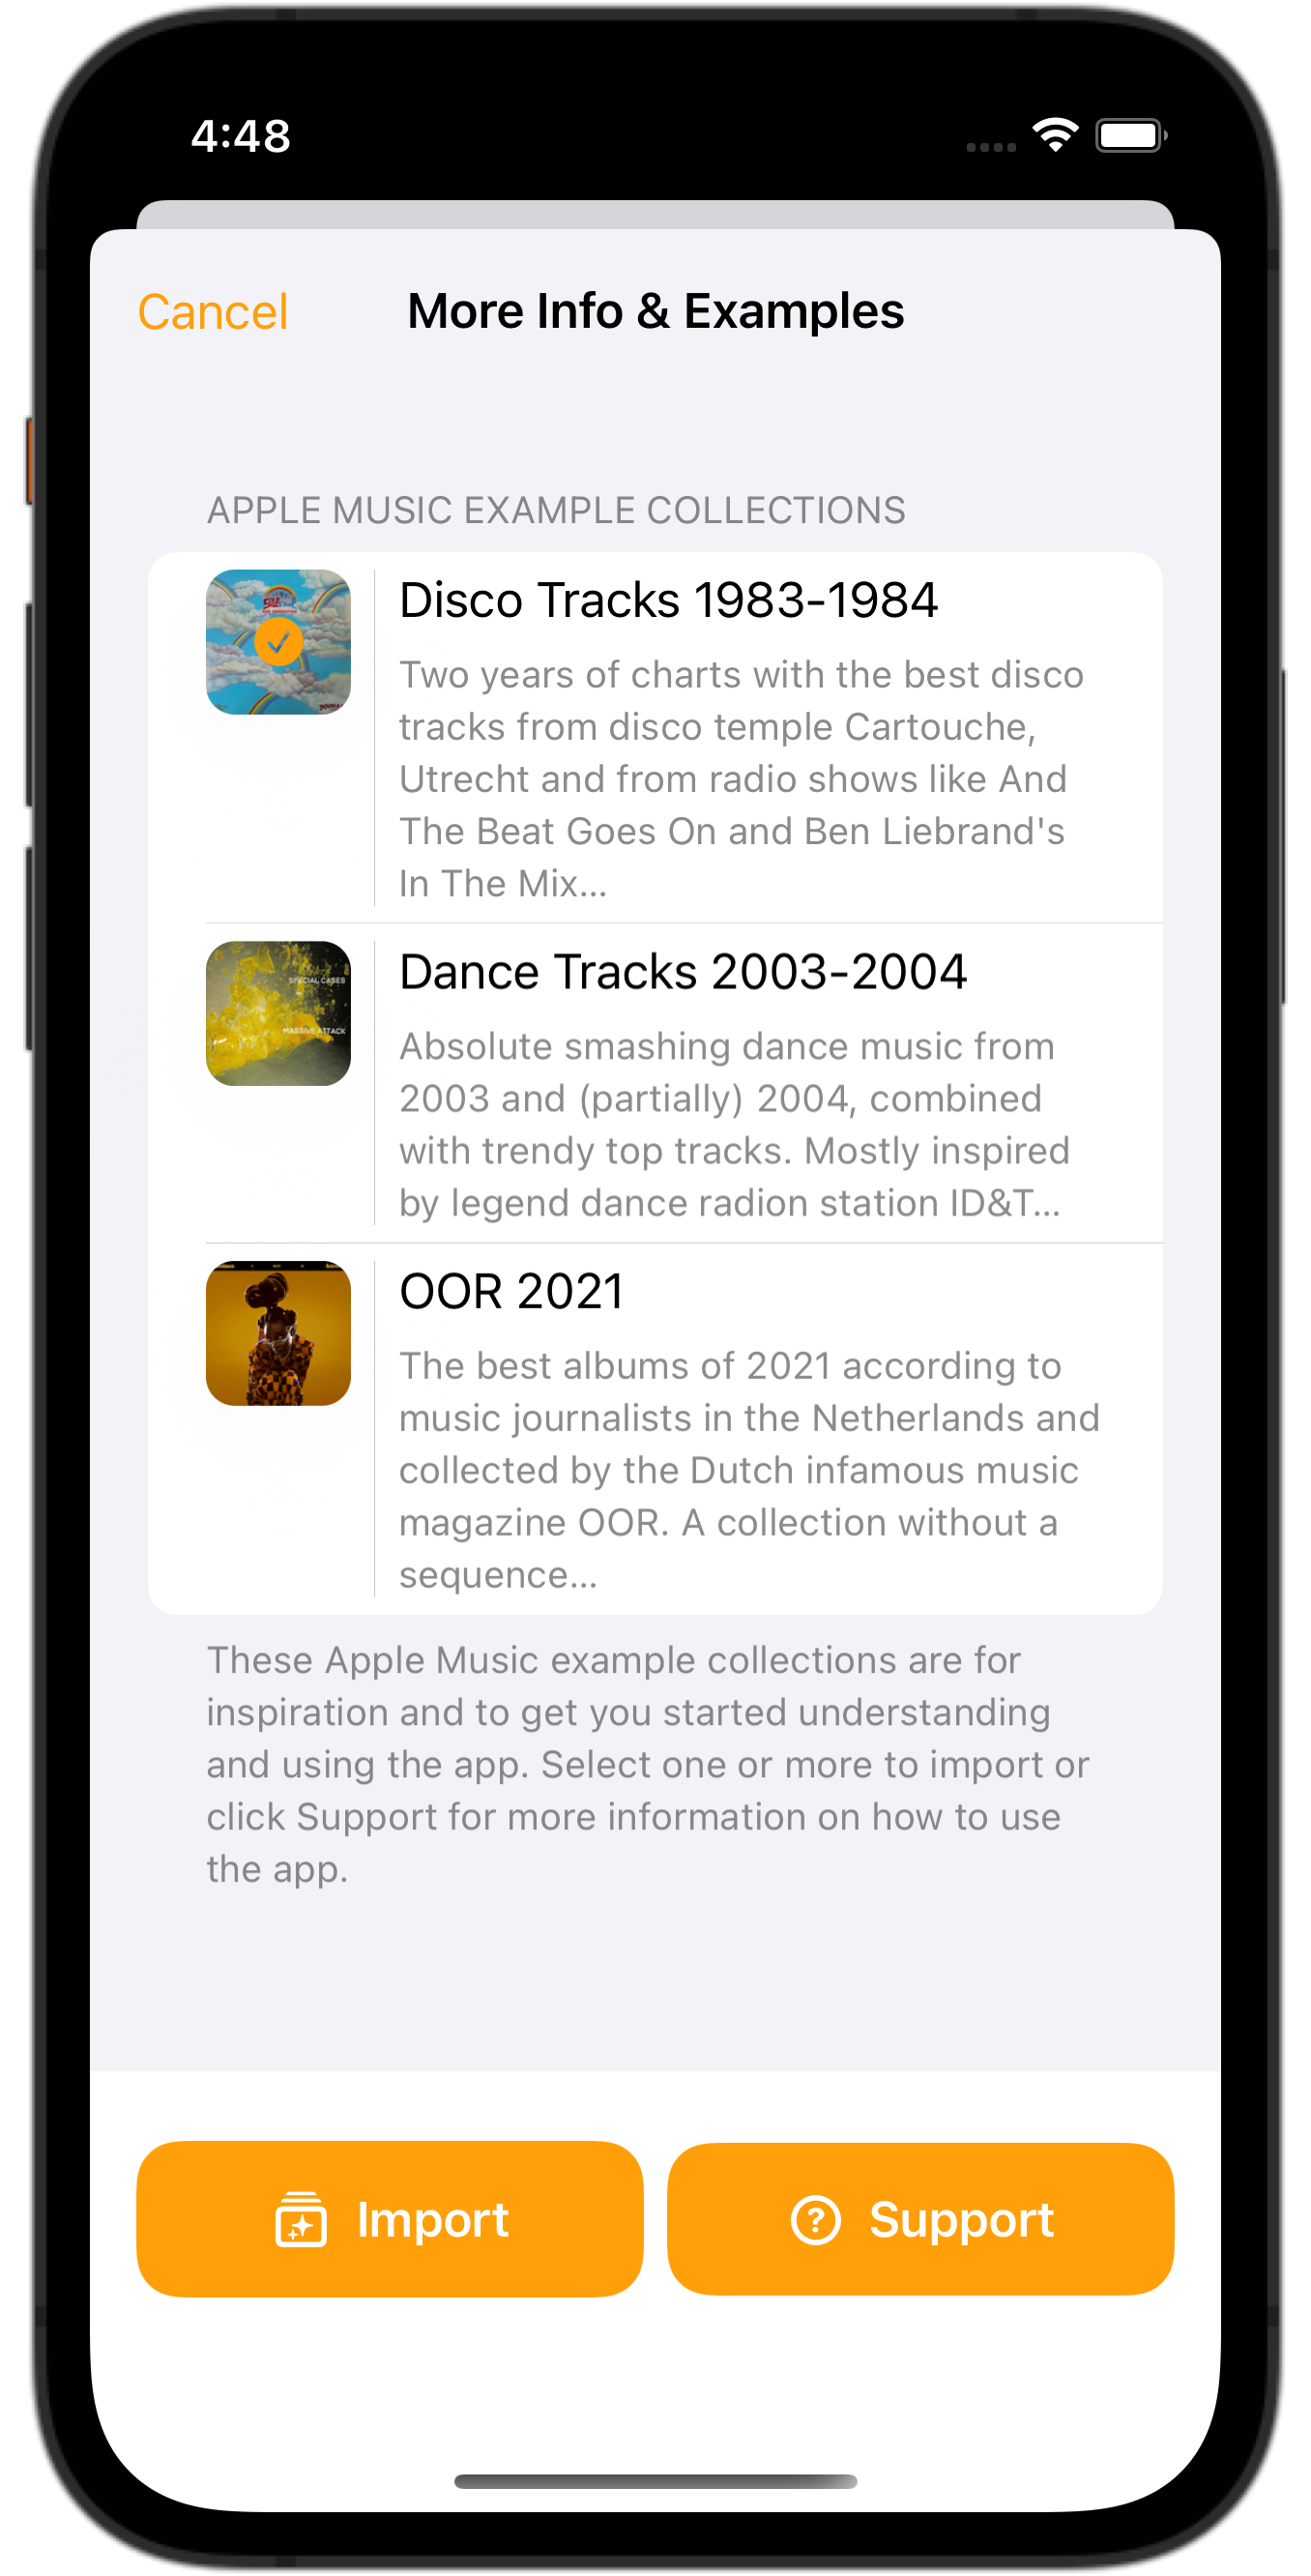 4:48
Cancel
More Info & Examples
APPLE MUSIC EXAMPLE COLLECTIONS
Disco Tracks 1983-1984
Two years of charts with the best disco
tracks from disco temple Cartouche,
Utrecht and from radio shows like And
The Beat Goes On and Ben Liebrand's
In The Mix...
SPECIAL CASES
MASSIVE ATTACK
Dance Tracks 2003-2004
Absolute smashing dance music from
2003 and (partially) 2004, combined
with trendy top tracks. Mostly inspired
by legend dance radion station ID&T...
OOR 2021
The best albums of 2021 according to
music journalists in the Netherlands and
collected by the Dutch infamous music
magazine OOR. A collection without a
sequence...
These Apple Music example collections are for
inspiration and to get you started understanding
and using the app. Select one or more to import or
click Support for more information on how to use
the app.
Import
Support